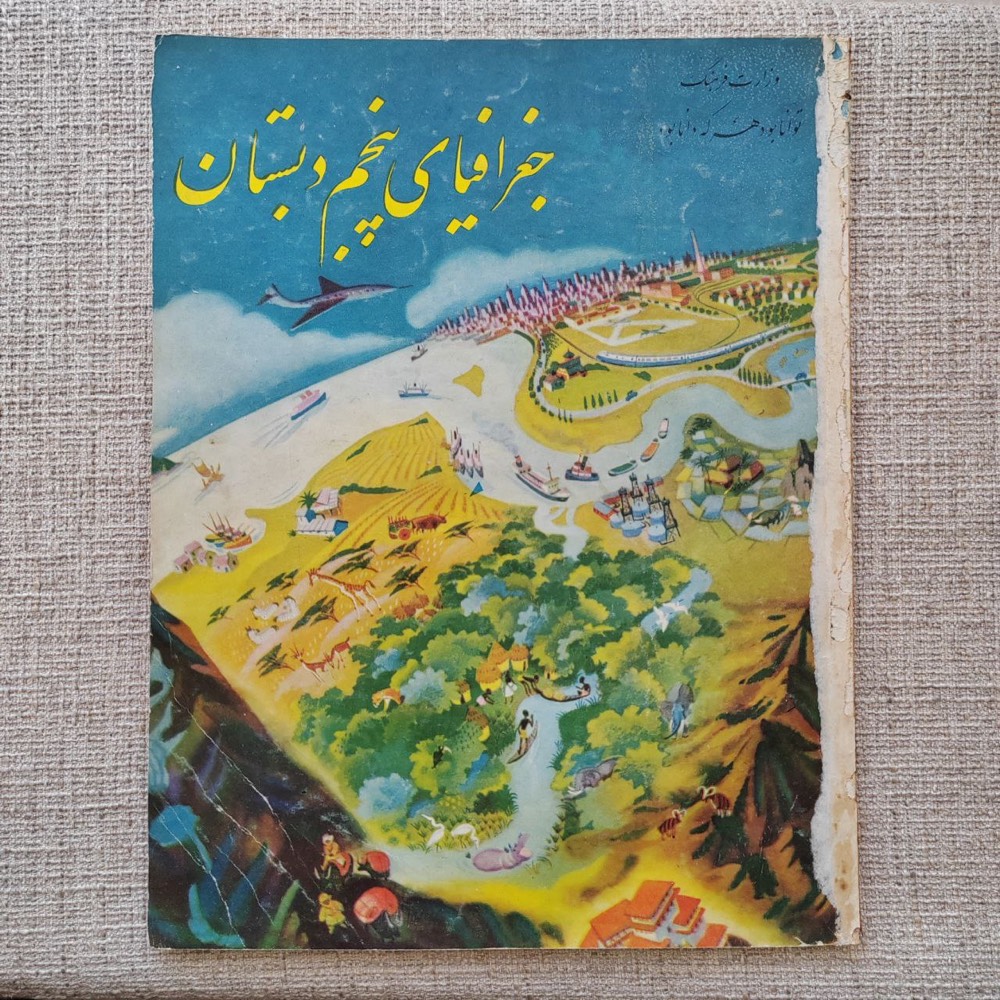 وزارت فرهنگ
توانا بود هر که دانا بود
جغرافیای پنجم دبستان